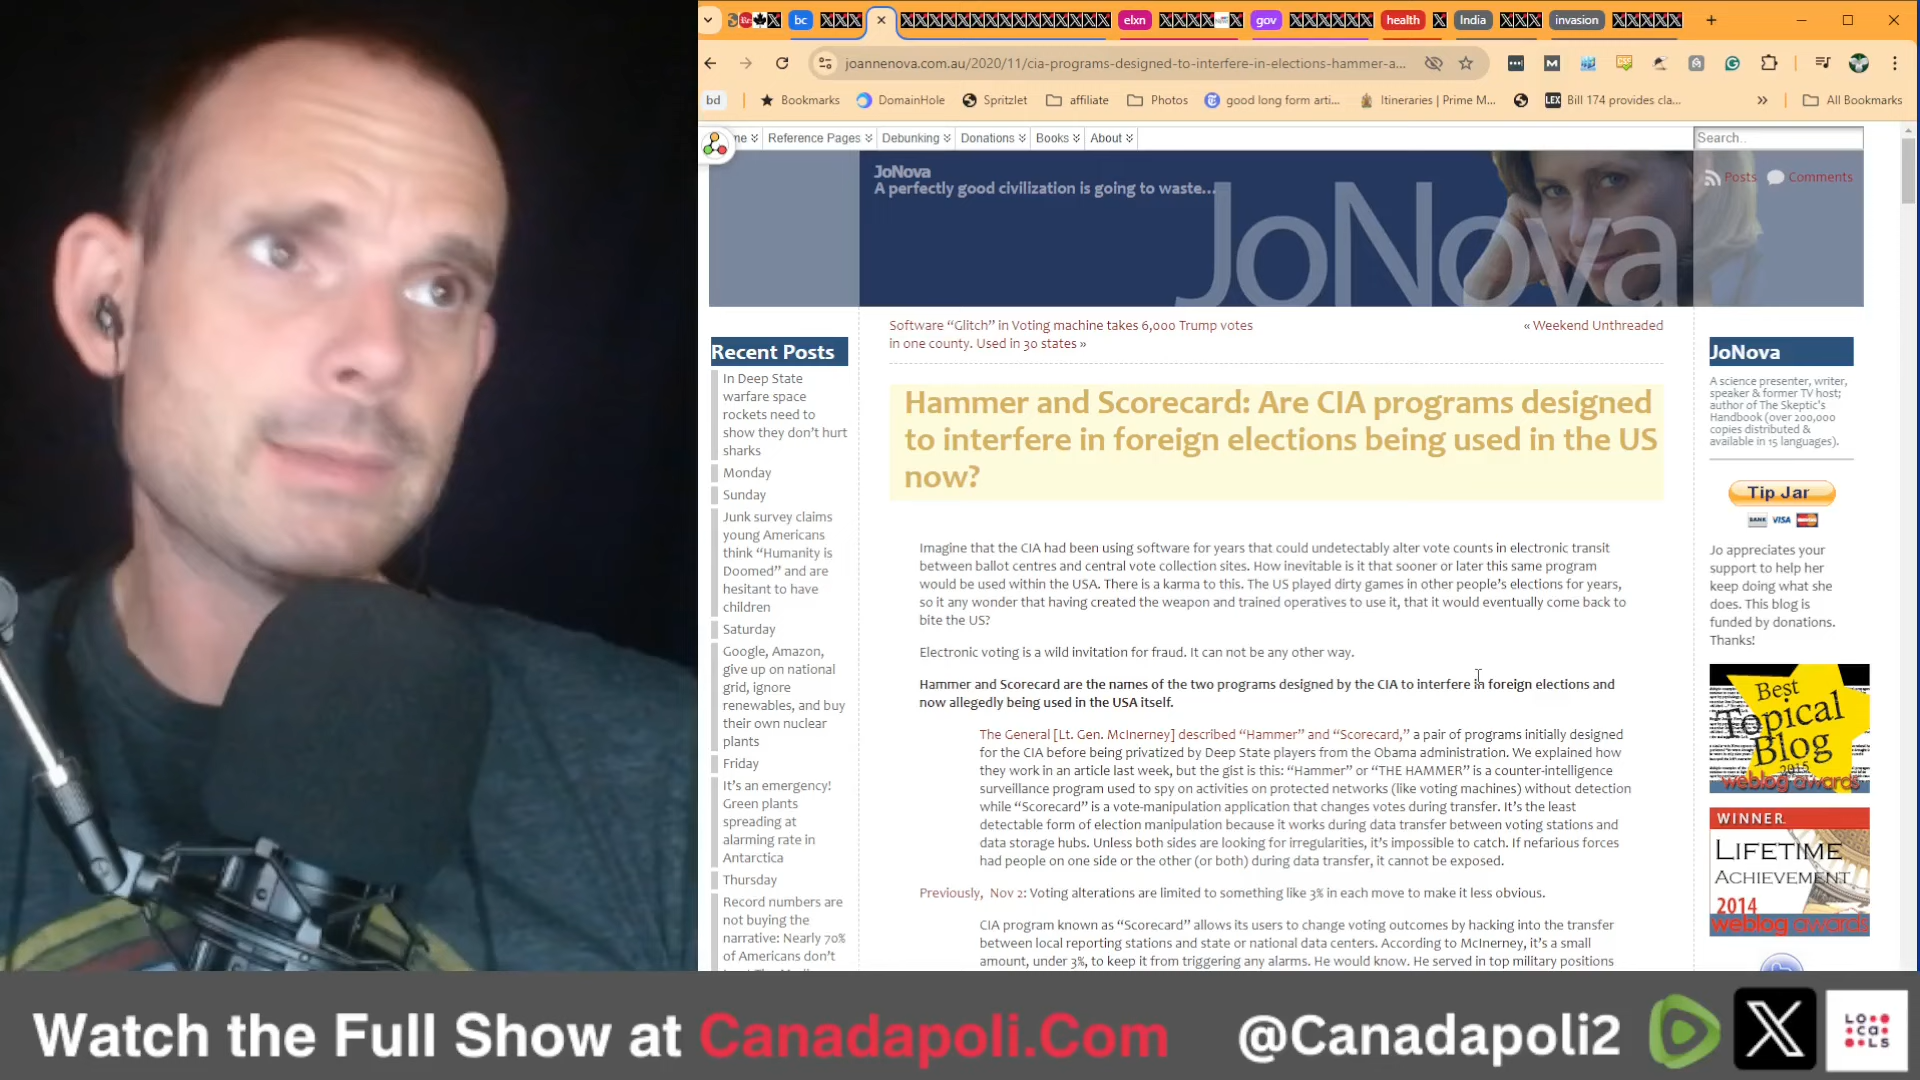 bc
elxn
gov
health
India
invasion
joannenova.com.au/2020/11/cia-programs-designed-to-interfere-in-elections-hammer-a...
bd
Bookmarks
DomainHole
Spritzlet
affiliate
Photos
good long form arti...
Itineraries | Prime M...
LEX Bill 174 provides cla...
All Bookmarks
me
Reference Pages
Debunking
Donations
Books
About
Search...
JoNova
A perfectly good civilization is going to waste...
JoNova
Posts
Comments
Software “Glitch” in Voting machine takes 6,000 Trump votes
in one county. Used in 30 states »
« Weekend Unthreaded
Recent Posts
In Deep State
warfare space
rockets need to
show they don’t hurt
sharks
Monday
Sunday
Junk survey claims
young Americans
think “Humanity is
Doomed” and are
hesitant to have
children
Saturday
Google, Amazon,
give up on national
grid, ignore
renewables, and buy
their own nuclear
plants
Friday
It’s an emergency!
Green plants
spreading at
alarming rate in
Antarctica
Thursday
Record numbers are
not buying the
narrative: Nearly 70%
of Americans don’t
Hammer and Scorecard: Are CIA programs designed
to interfere in foreign elections being used in the US
now?
Imagine that the CIA had been using software for years that could undetectably alter vote counts in electronic transit
between ballot centres and central vote collection sites. How inevitable is it that sooner or later this same program
would be used within the USA. There is a karma to this. The US played dirty games in other people’s elections for years,
so it any wonder that having created the weapon and trained operatives to use it, that it would eventually come back to
bite the US?
Electronic voting is a wild invitation for fraud. It can not be any other way.
Hammer and Scorecard are the names of the two programs designed by the CIA to interfere in foreign elections and
now allegedly being used in the USA itself.
The General [Lt. Gen. McInerney] described “Hammer” and “Scorecard,” a pair of programs initially designed
for the CIA before being privatized by Deep State players from the Obama administration. We explained how
they work in an article last week, but the gist is this: “Hammer” or “THE HAMMER” is a counter-intelligence
surveillance program used to spy on activities on protected networks (like voting machines) without detection
while “Scorecard” is a vote-manipulation application that changes votes during transfer. It’s the least
detectable form of election manipulation because it works during data transfer between voting stations and
data storage hubs. Unless both sides are looking for irregularities, it’s impossible to catch. If nefarious forces
had people on one side or the other (or both) during data transfer, it cannot be exposed.
Previously, Nov 2: Voting alterations are limited to something like 3% in each move to make it less obvious.
CIA program known as “Scorecard” allows its users to change voting outcomes by hacking into the transfer
between local reporting stations and state or national data centers. According to McInerney, it’s a small
amount, under 3%, to keep it from triggering any alarms. He would know. He served in top military positions
JoNova
A science presenter, writer,
speaker & former TV host;
author of The Skeptic's
Handbook (over 200,000
copies distributed &
available in 15 languages).
Tip Jar
BANK VISA
Jo appreciates your
support to help her
keep doing what she
does. This blog is
funded by donations.
Thanks!
Best
Topical
Blog
2015
weblog awards
WINNER
LIFETIME
ACHIEVEMENT
2014
weblog awards
Watch the Full Show at Canadapoli.Com
@Canadapoli2
X
LO
ca
LS